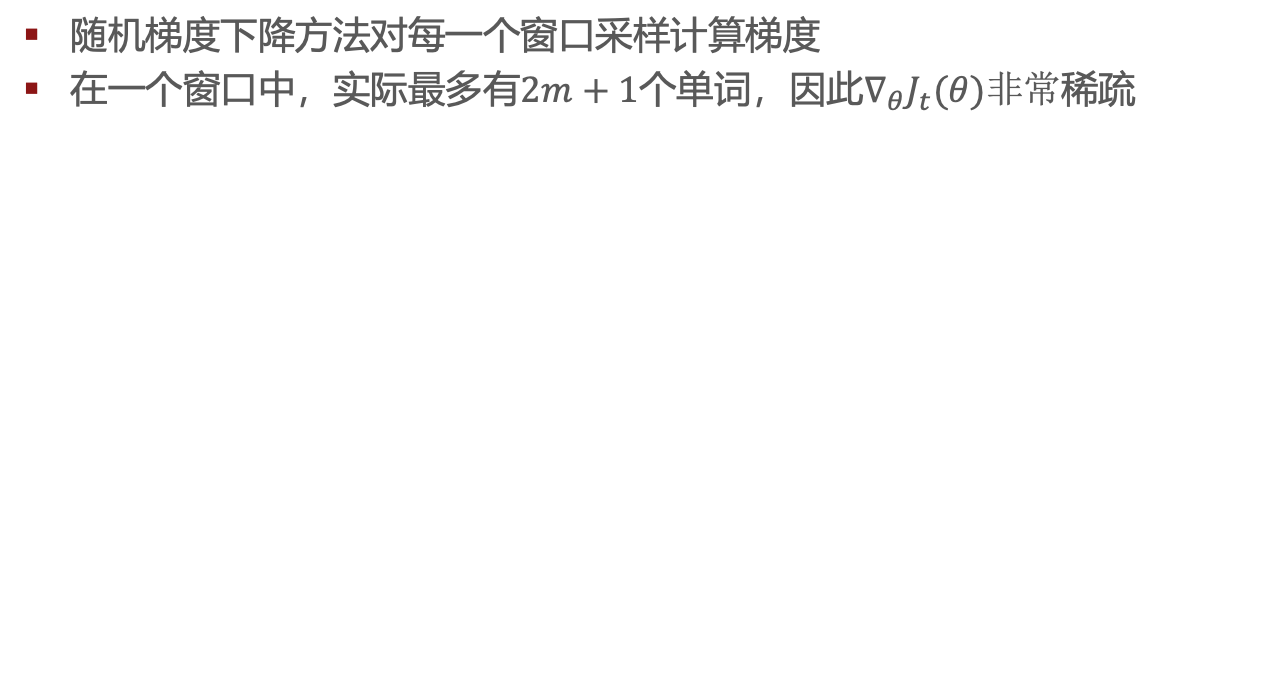 ▪ 随机梯度下降方法对每一个窗口采样计算梯度
▪ 在一个窗口中，实际最多有2m + 1个单词，因此∇_θ J_t(θ)非常稀疏